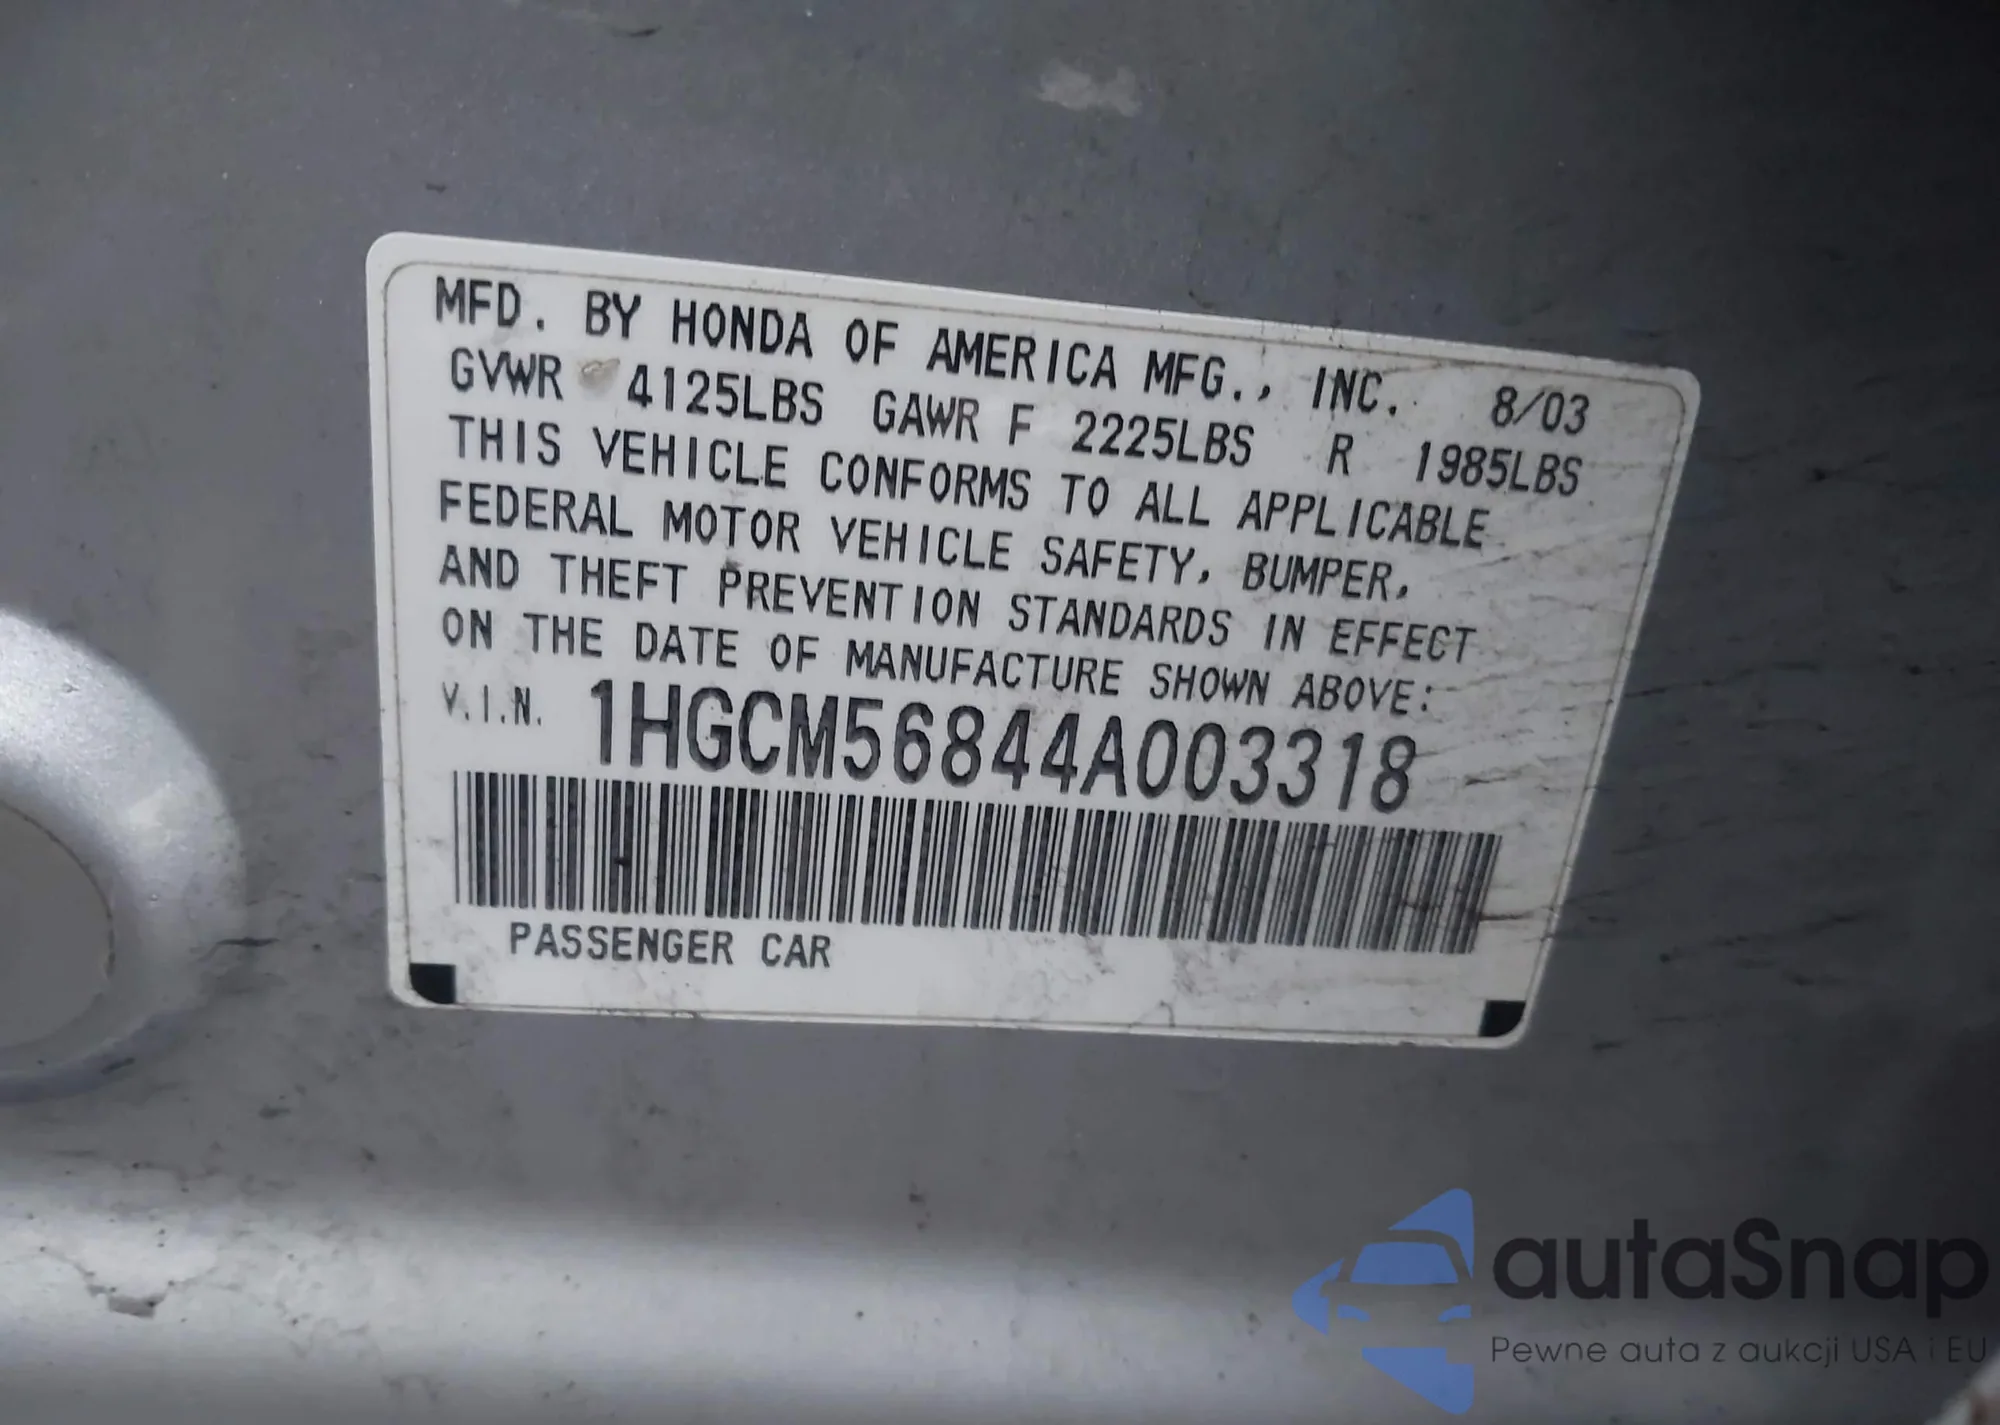 MFD. BY HONDA OF AMERICA MFG., INC. 8/03
GVWR 4125LBS GAWR F 2225LBS R 1985LBS
THIS VEHICLE CONFORMS TO ALL APPLICABLE
FEDERAL MOTOR VEHICLE SAFETY, BUMPER,
AND THEFT PREVENTION STANDARDS IN EFFECT
ON THE DATE OF MANUFACTURE SHOWN ABOVE:
V.I.N. 1HGCM56844A003318
PASSENGER CAR
autaSnap
Pewne auta z aukcji USA i EU